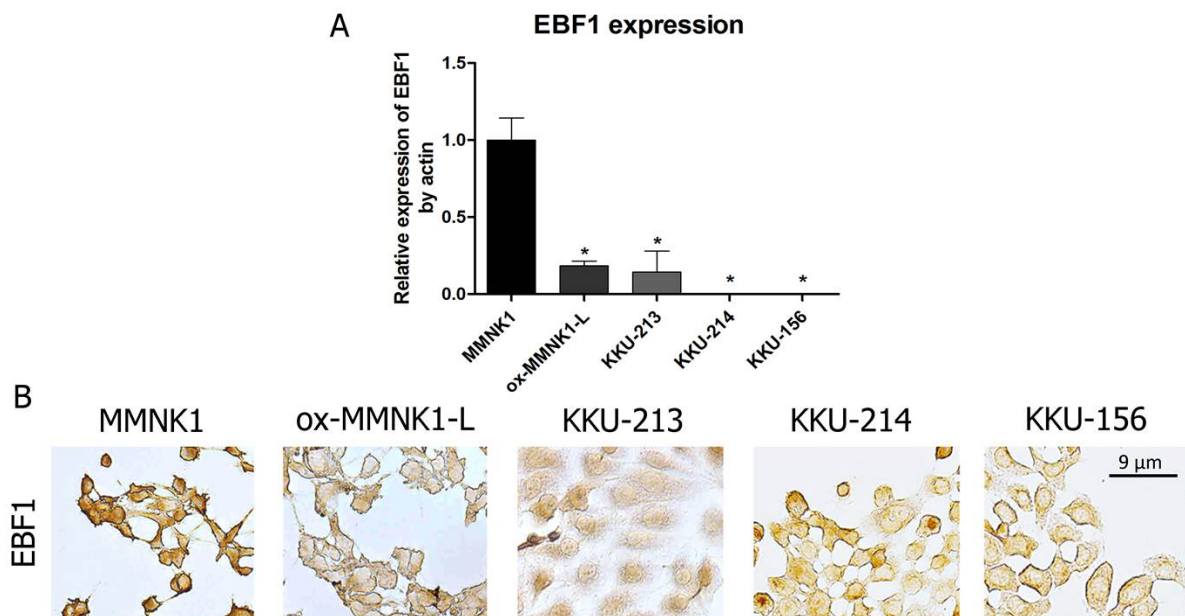 A
EBF1 expression
Relative expression of EBF1
by actin
1.5
1.0
0.5
0.0
*
*
*
*
MMNK1
ox-MMNK1-L
KKU-213
KKU-214
KKU-156
B
MMNK1
ox-MMNK1-L
KKU-213
KKU-214
KKU-156
EBF1
9 µm